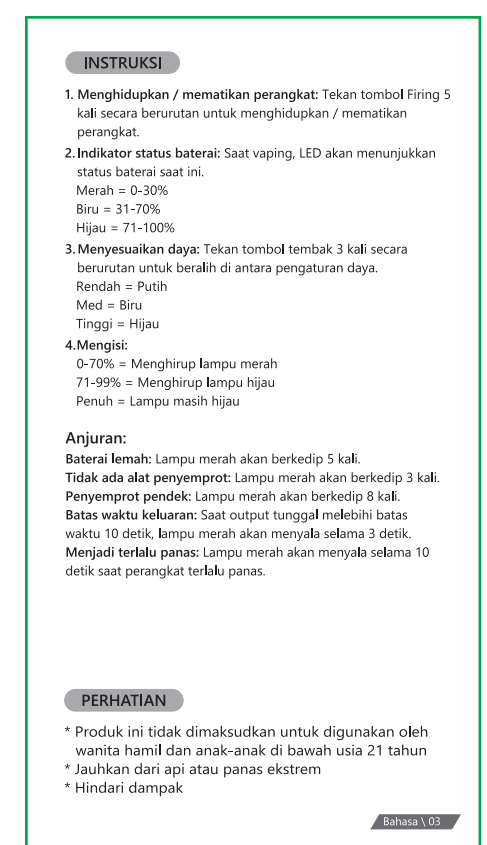 INSTRUKSI
1. Menghidupkan / mematikan perangkat: Tekan tombol Firing 5
kali secara berurutan untuk menghidupkan / mematikan
perangkat.
2. Indikator status baterai: Saat vaping, LED akan menunjukkan
status baterai saat ini.
Merah = 0-30%
Biru = 31-70%
Hijau = 71-100%
3. Menyesuaikan daya: Tekan tombol tembak 3 kali secara
berurutan untuk beralih di antara pengaturan daya.
Rendah = Putih
Med = Biru
Tinggi = Hijau
4.Mengisi:
0-70% = Menghirup lampu merah
71-99% = Menghirup lampu hijau
Penuh = Lampu masih hijau
Anjuran:
Baterai lemah: Lampu merah akan berkedip 5 kali.
Tidak ada alat penyemprot: Lampu merah akan berkedip 3 kali.
Penyemprot pendek: Lampu merah akan berkedip 8 kali.
Batas waktu keluaran: Saat output tunggal melebihi batas
waktu 10 detik, lampu merah akan menyala selama 3 detik.
Menjadi terlalu panas: Lampu merah akan menyala selama 10
detik saat perangkat terlalu panas.
PERHATIAN
* Produk ini tidak dimaksudkan untuk digunakan oleh
wanita hamil dan anak-anak di bawah usia 21 tahun
* Jauhkan dari api atau panas ekstrem
* Hindari dampak
Bahasa \ 03